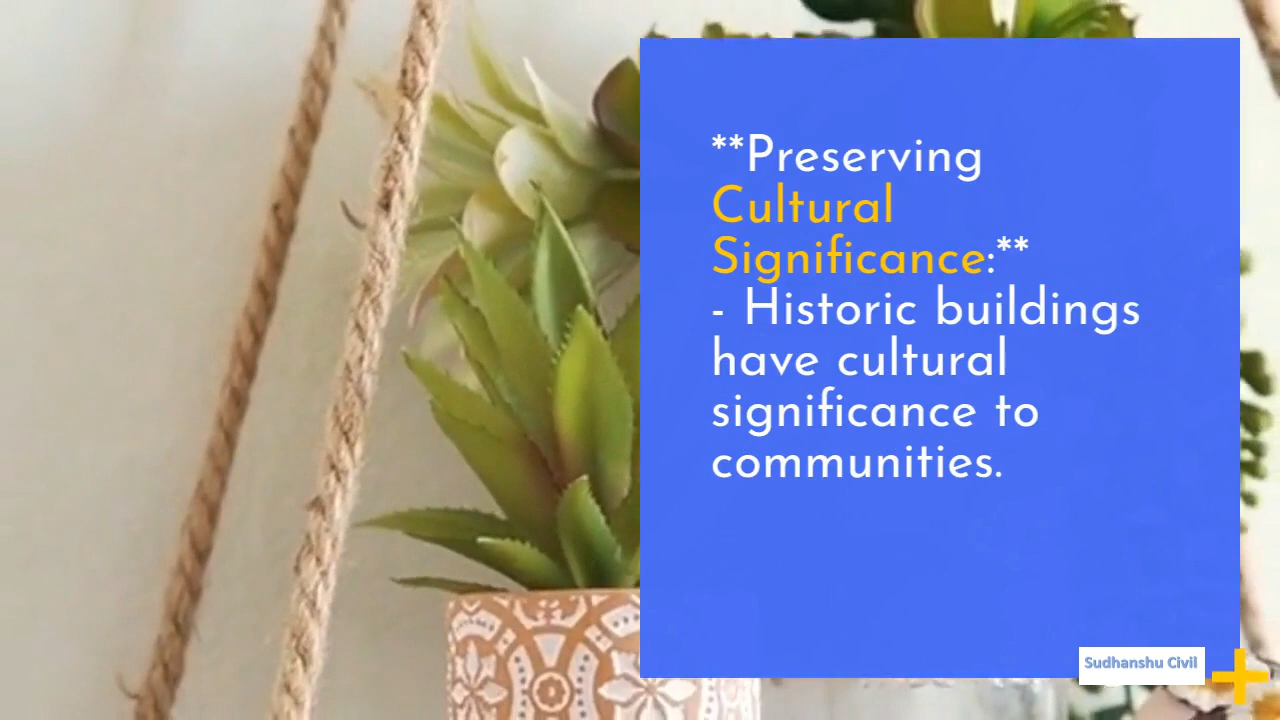 **Preserving
Cultural
Significance:**
- Historic buildings
have cultural
significance to
communities.
Sudhanshu Civil